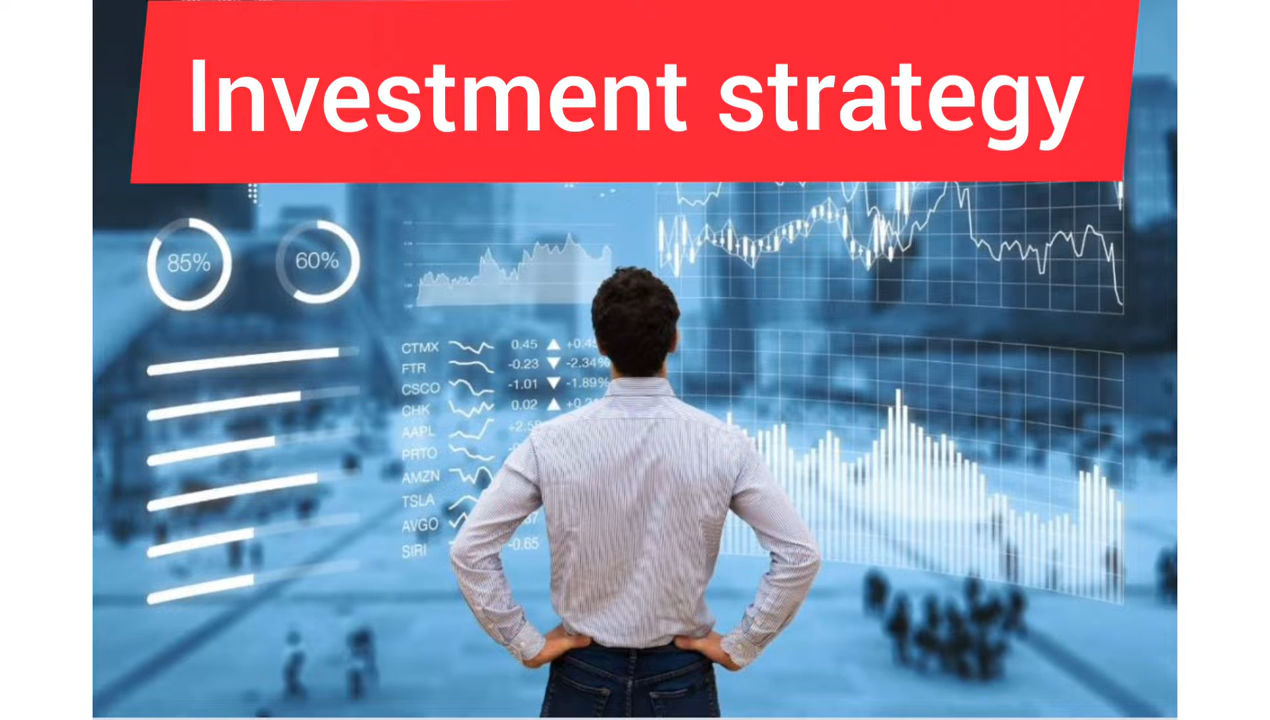 Investment strategy
85%
60%
CTMX 0.45 ▲
FTR -0.23 ▼ -2.34%
CSCO -1.01 ▼ -1.89%
CHK 0.02 ▲
AAPL
PRTO
AMZN
TSLA
AVGO
SIRI -0.65